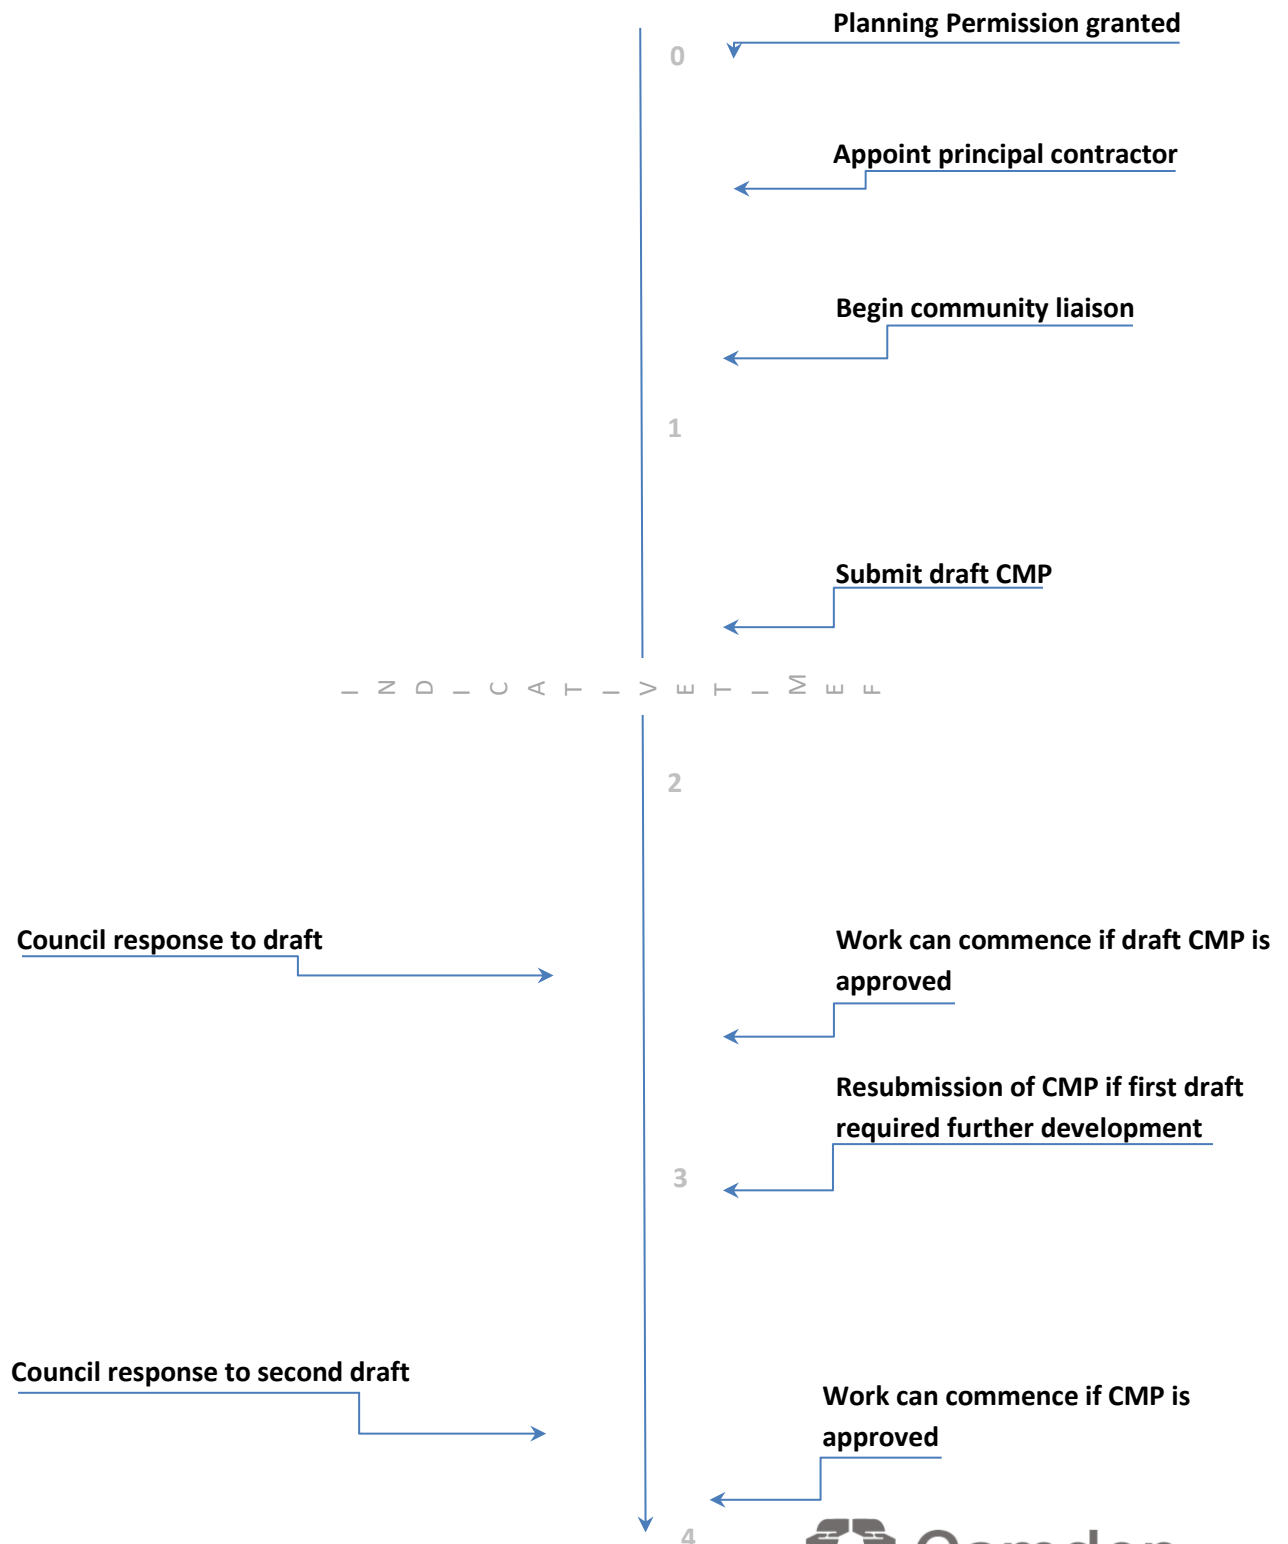 Planning Permission granted
0
Appoint principal contractor
Begin community liaison
1
Submit draft CMP
INDICATIVETIMEF
2
Council response to draft
Work can commence if draft CMP is
approved
Resubmission of CMP if first draft
required further development
3
Council response to second draft
Work can commence if CMP is
approved
4
Camden